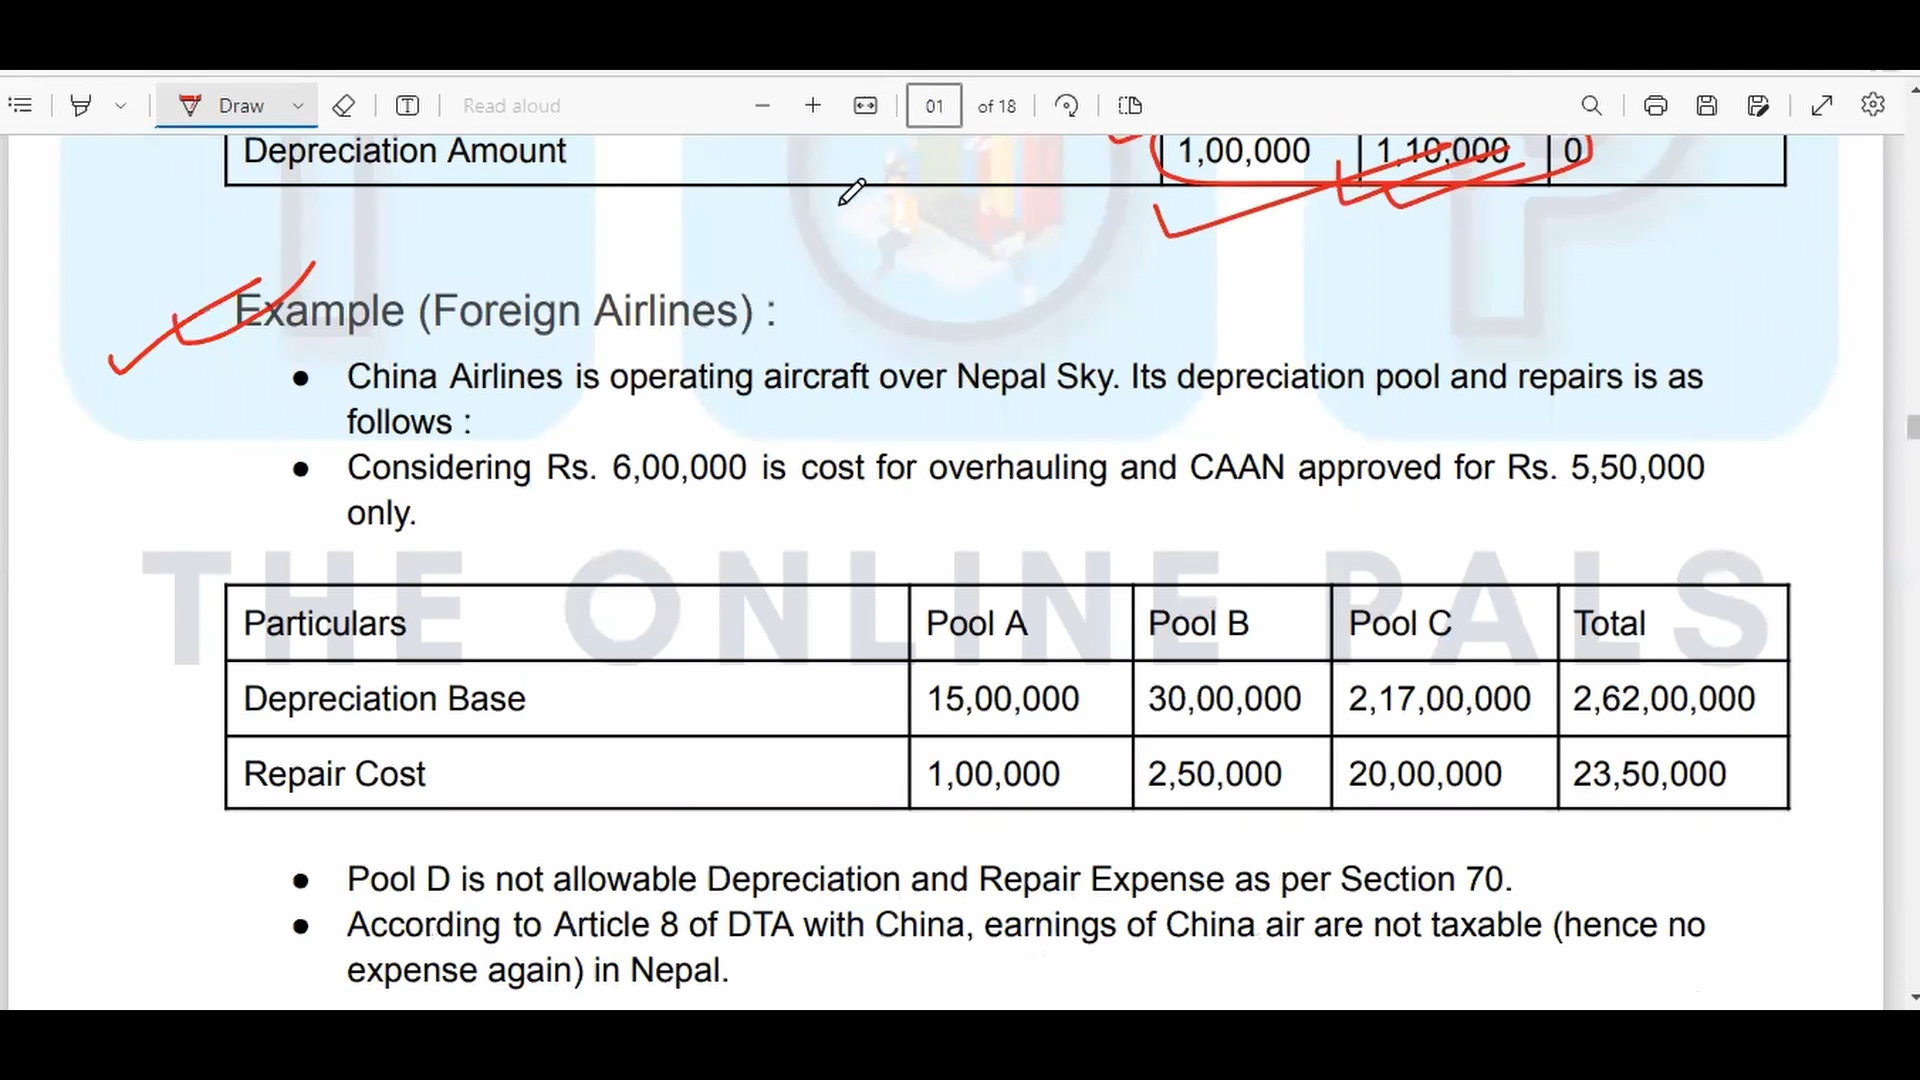 Draw
Read aloud
01 of 18
Depreciation Amount 1,00,000 1,10,000 0
Example (Foreign Airlines) :
● China Airlines is operating aircraft over Nepal Sky. Its depreciation pool and repairs is as
follows :
● Considering Rs. 6,00,000 is cost for overhauling and CAAN approved for Rs. 5,50,000
only.
THE ONLINE PALS
Particulars Pool A Pool B Pool C Total
Depreciation Base 15,00,000 30,00,000 2,17,00,000 2,62,00,000
Repair Cost 1,00,000 2,50,000 20,00,000 23,50,000
● Pool D is not allowable Depreciation and Repair Expense as per Section 70.
● According to Article 8 of DTA with China, earnings of China air are not taxable (hence no
expense again) in Nepal.